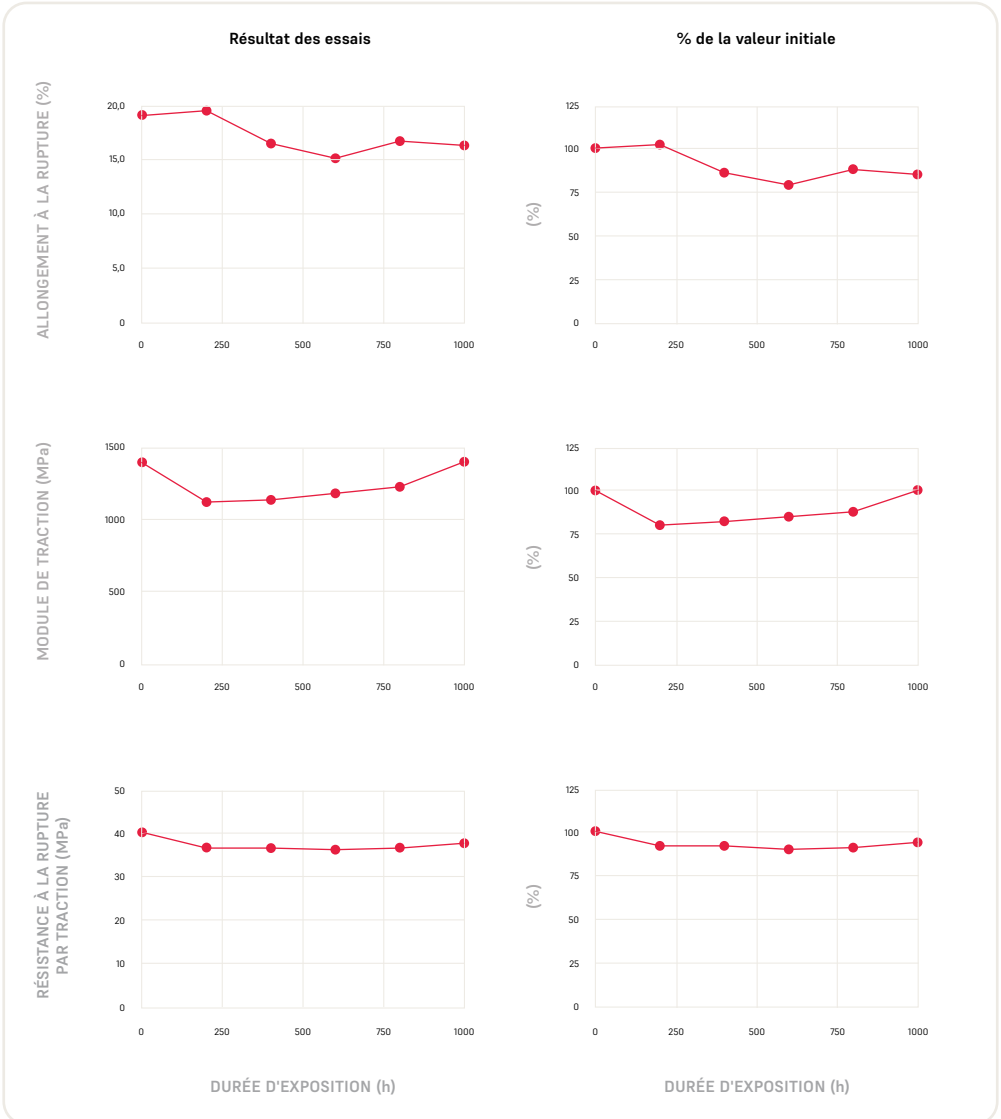 Résultat des essais
% de la valeur initiale
ALLONGEMENT À LA RUPTURE (%)
20,0
15,0
10,0
5,0
0
0 250 500 750 1000
(%)
125
100
75
50
25
0
0 250 500 750 1000
MODULE DE TRACTION (MPa)
1500
1000
500
0
0 250 500 750 1000
(%)
125
100
75
50
25
0
0 250 500 750 1000
RÉSISTANCE À LA RUPTURE
PAR TRACTION (MPa)
50
40
30
20
10
0
0 250 500 750 1000
(%)
125
100
75
50
25
0
0 250 500 750 1000
DURÉE D'EXPOSITION (h)
DURÉE D'EXPOSITION (h)